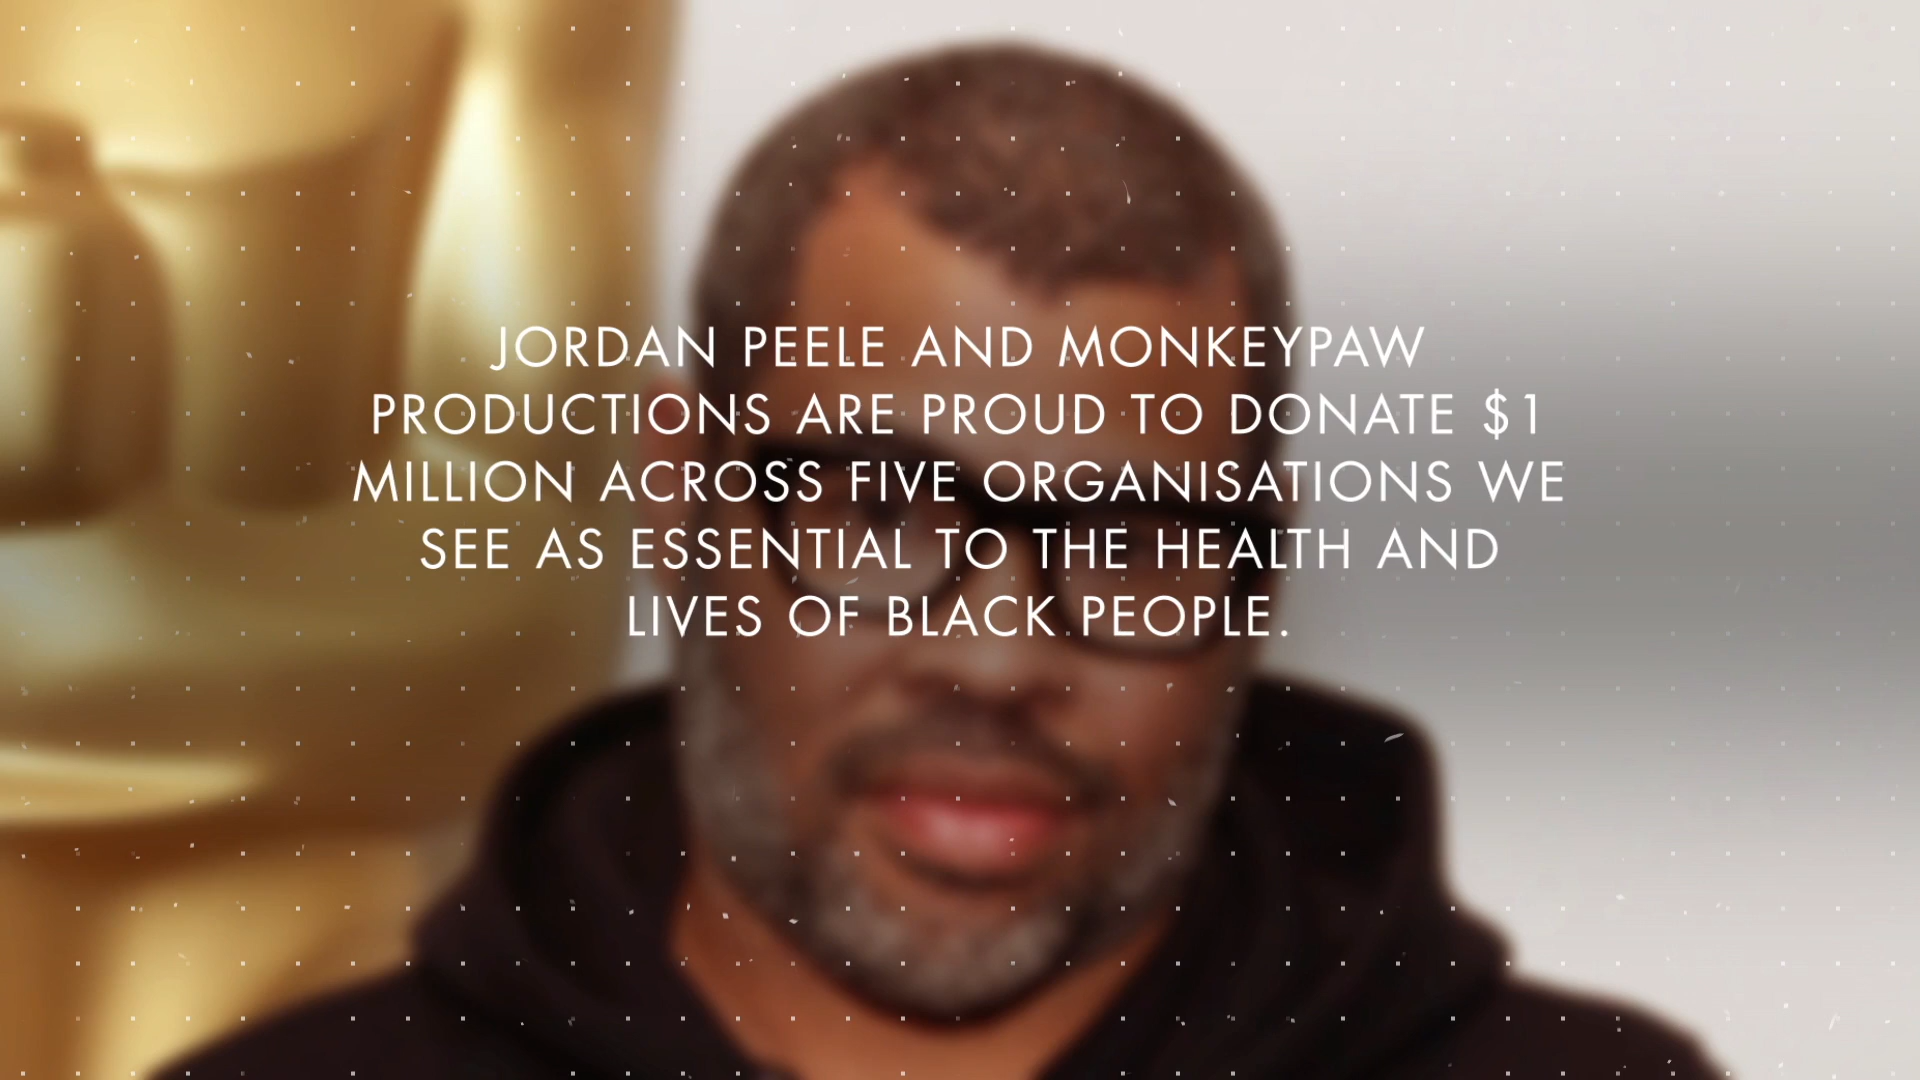 JORDAN PEELE AND MONKEYPAW
PRODUCTIONS ARE PROUD TO DONATE $1
MILLION ACROSS FIVE ORGANISATIONS WE
SEE AS ESSENTIAL TO THE HEALTH AND
LIVES OF BLACK PEOPLE.